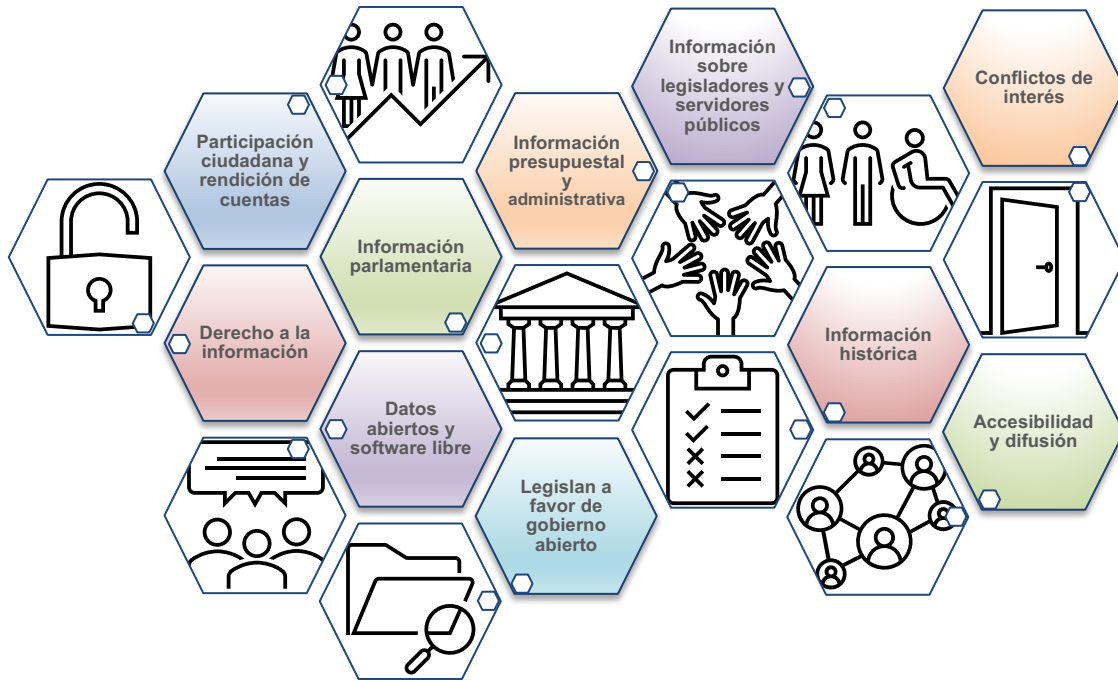 Información
sobre
legisladores y
servidores
públicos
Conflictos de
interés
Participación
ciudadana y
rendición de
cuentas
Información
presupuestal
y
administrativa
Información
parlamentaria
Derecho a la
información
Información
histórica
Datos
abiertos y
software libre
Accesibilidad
y difusión
Legislan a
favor de
gobierno
abierto